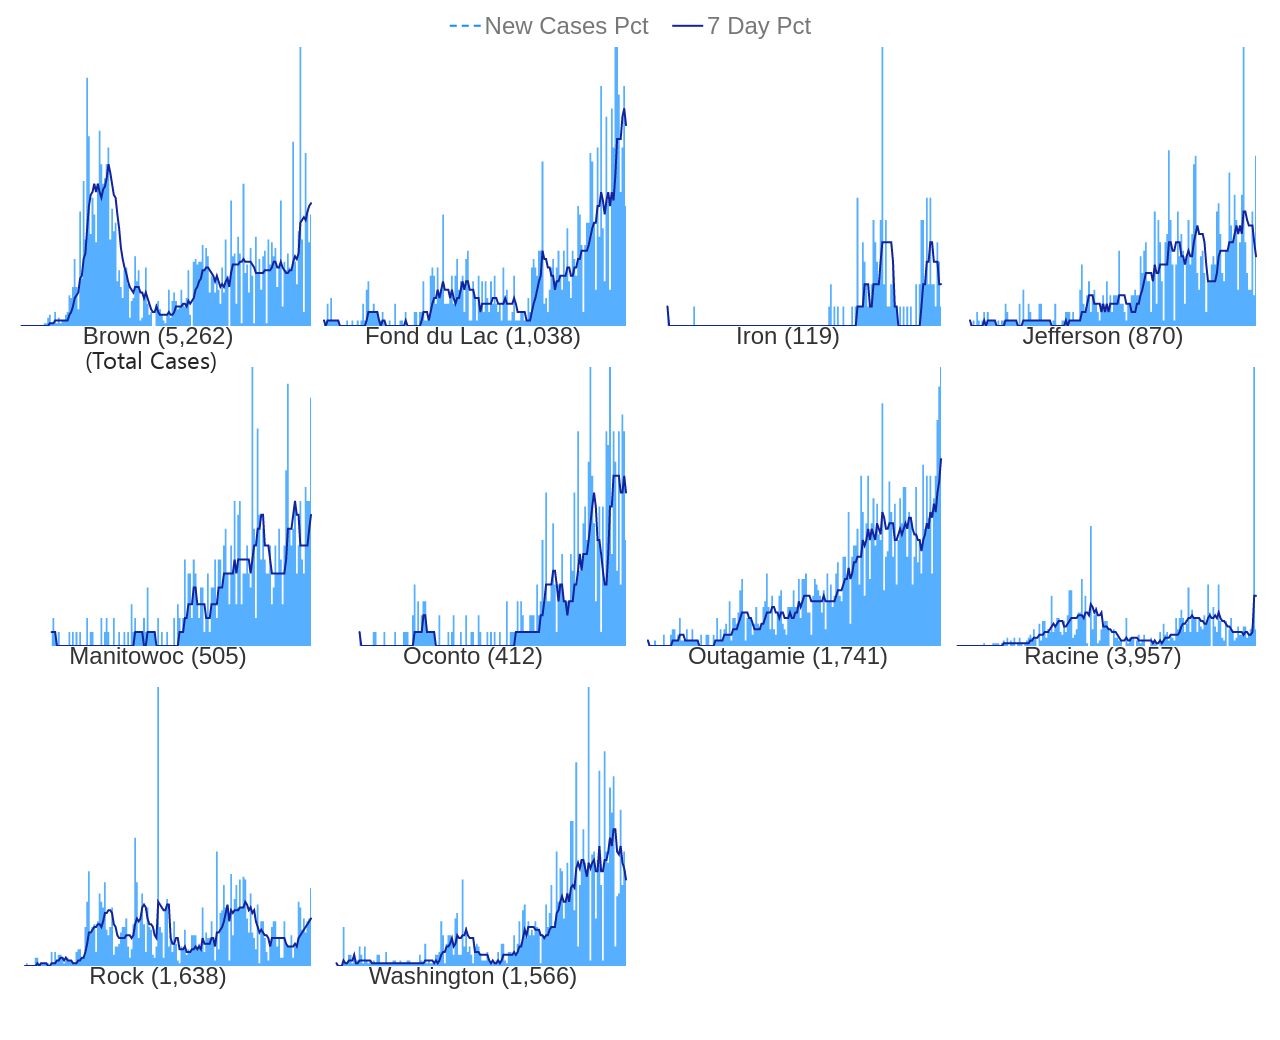 New Cases Pct 7 Day Pct
Brown (5,262) Fond du Lac (1,038) Iron (119) Jefferson (870)
(Total Cases)
Manitowoc (505) Oconto (412) Outagamie (1,741) Racine (3,957)
Rock (1,638) Washington (1,566)